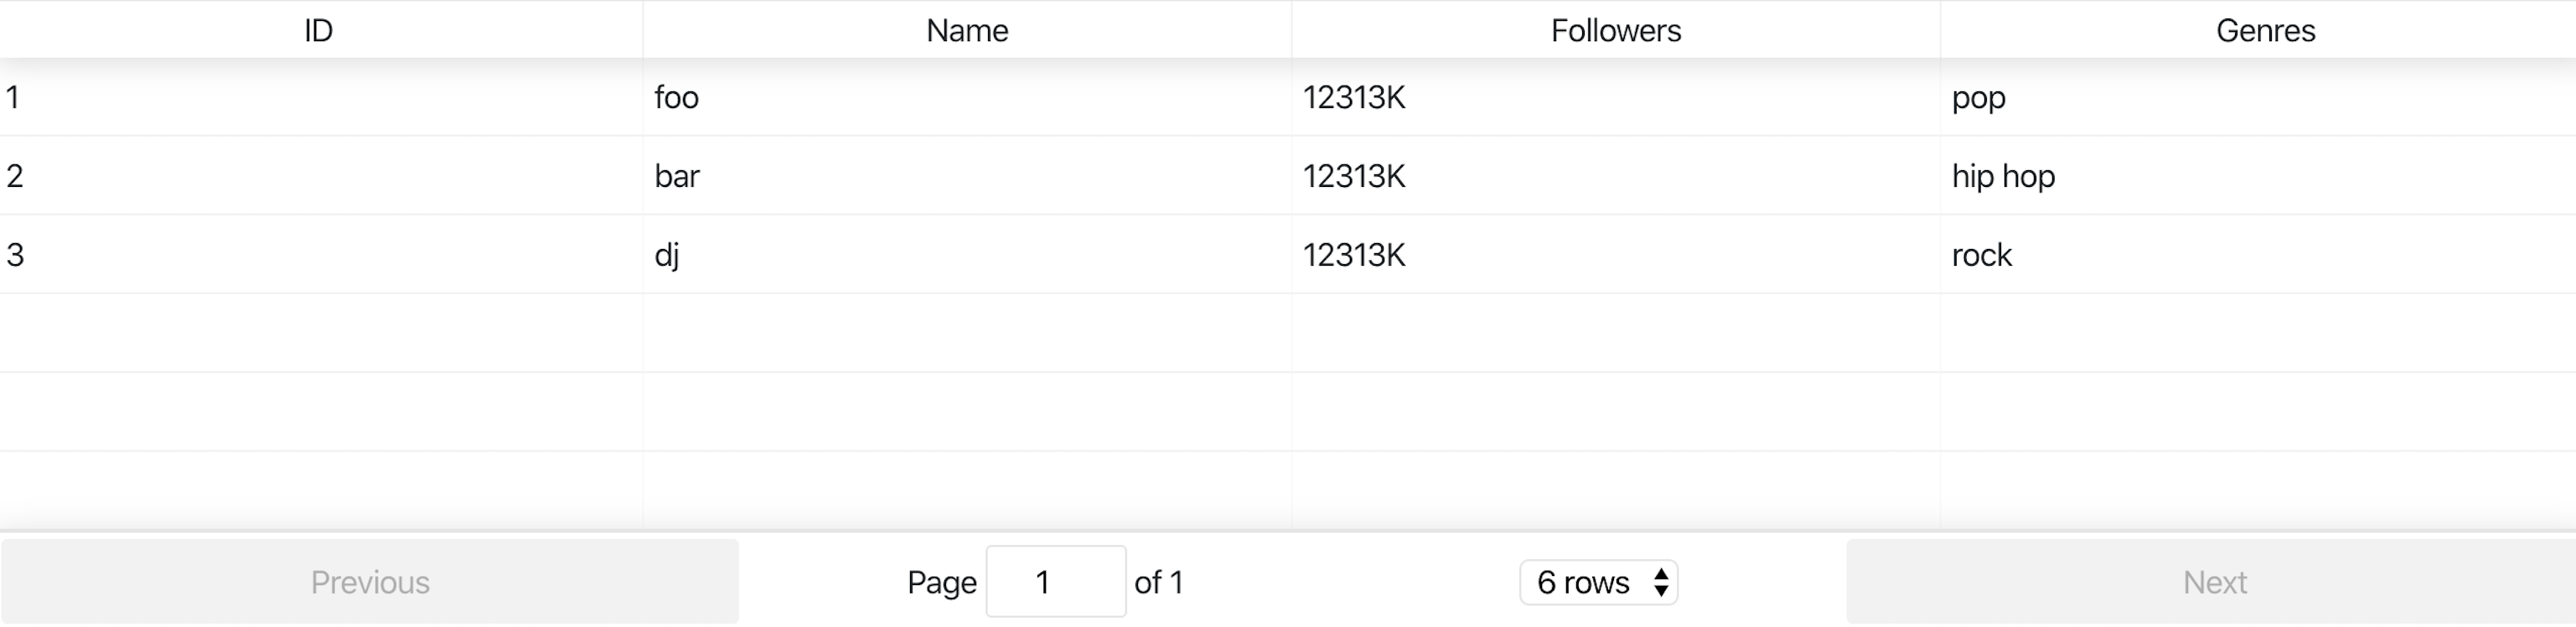 ID Name Followers Genres
1 foo 12313K pop
2 bar 12313K hip hop
3 dj 12313K rock
Previous Page 1 of 1 6 rows Next